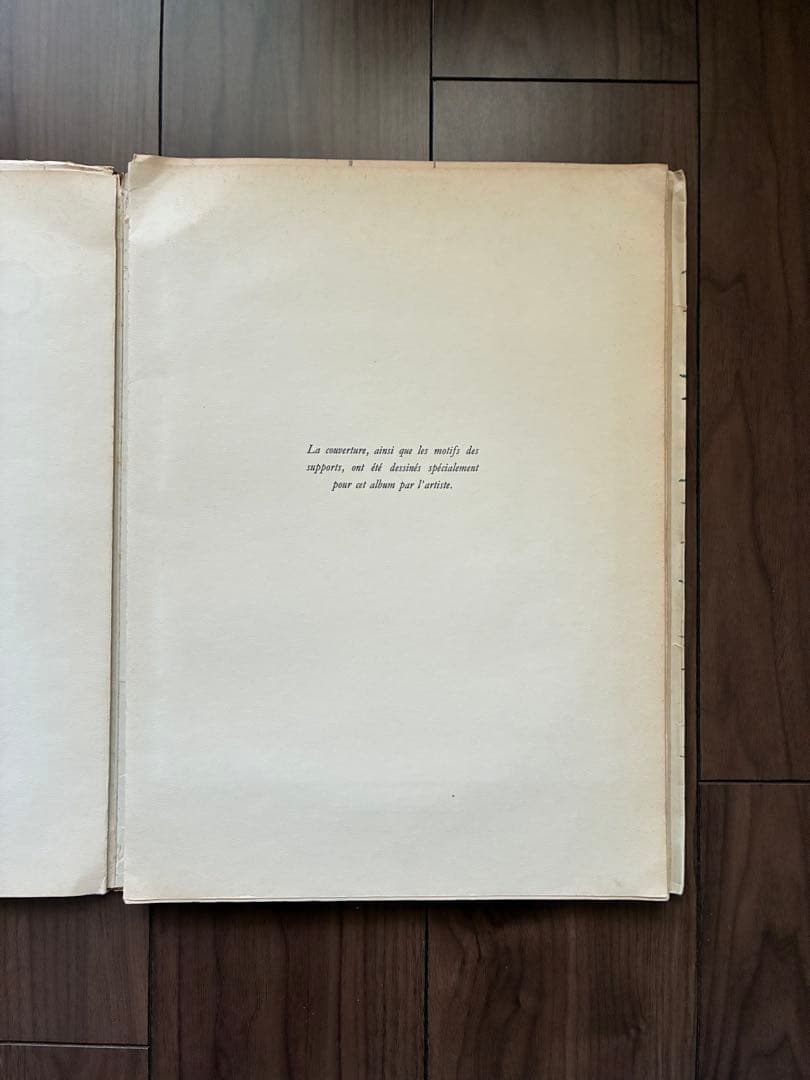 La couverture, ainsi que les motifs des
supports, ont été dessinés spécialement
pour cet album par l'artiste.